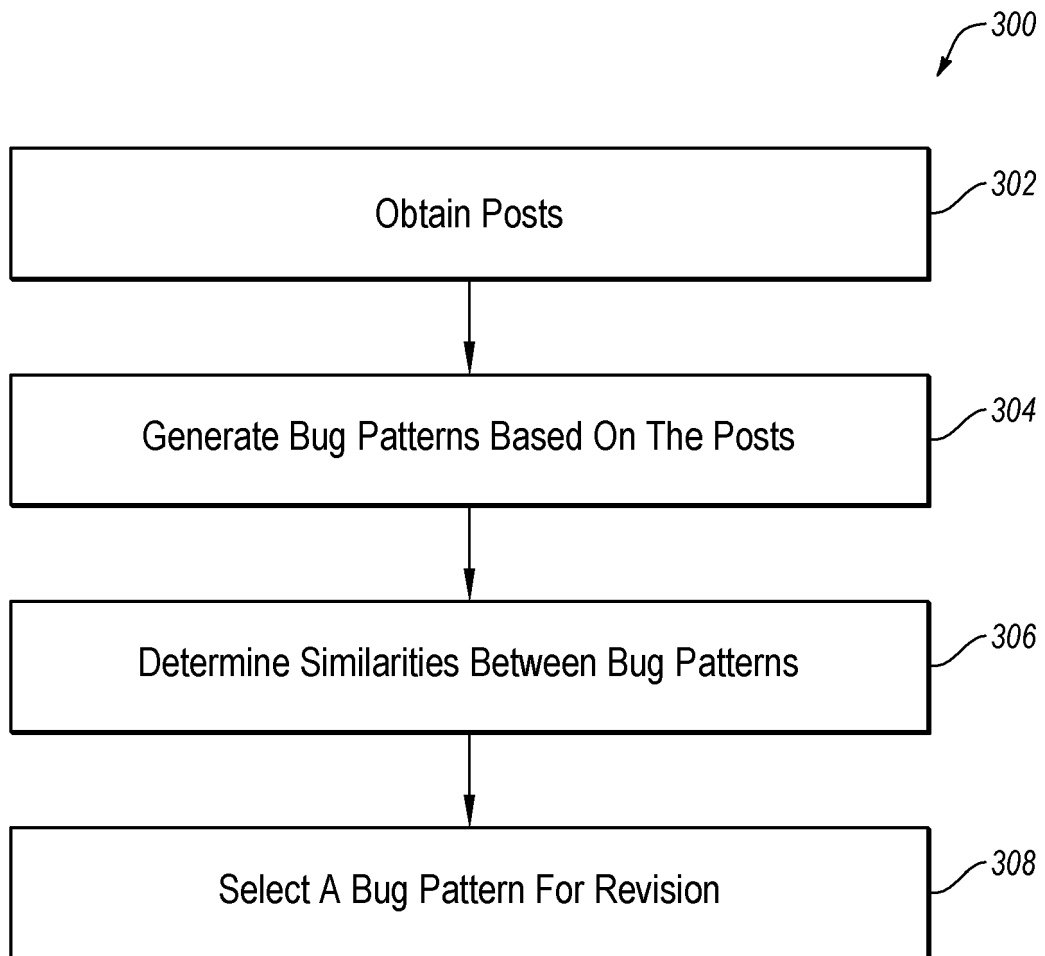 300
Obtain Posts
302
Generate Bug Patterns Based On The Posts
304
Determine Similarities Between Bug Patterns
306
Select A Bug Pattern For Revision
308